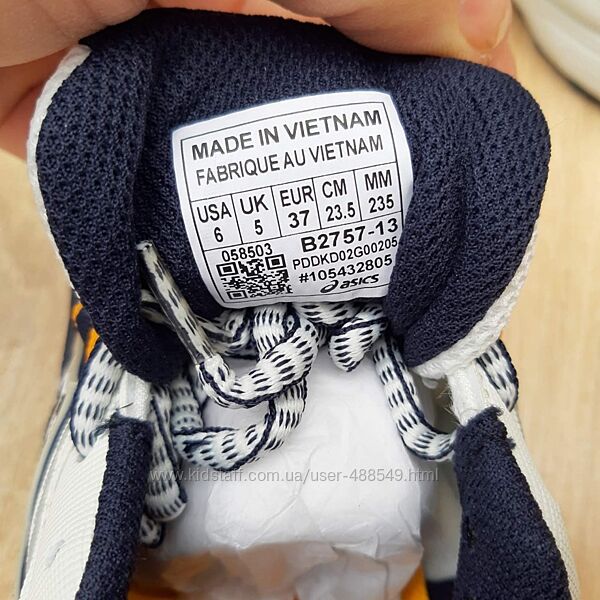 MADE IN VIETNAM
FABRIQUE AU VIETNAM
USA UK EUR CM MM
6 5 37 23.5 235
058503 B2757-13
PDDKD02G00205
#105432805
asics
www.kidstaff.com.ua/user-488549.html